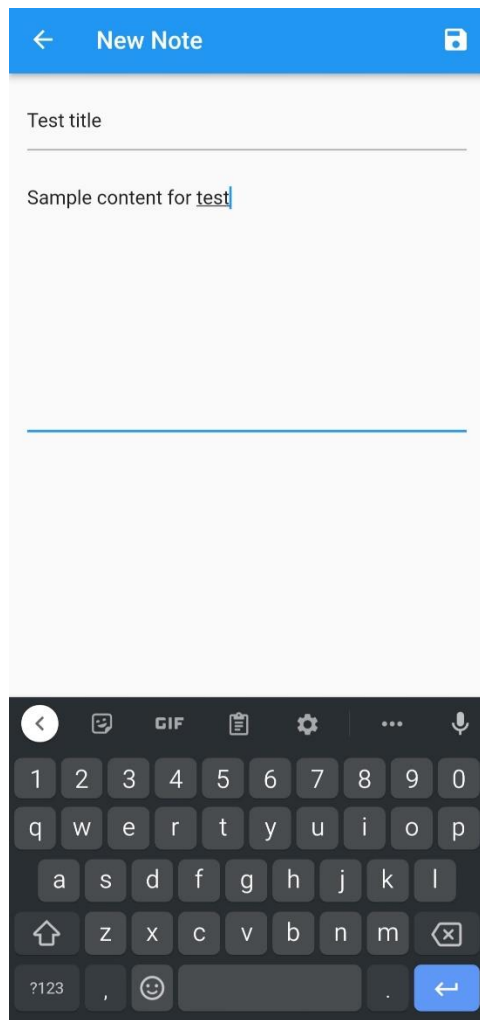 New Note
Test title
Sample content for test
GIF
1 2 3 4 5 6 7 8 9 0
q w e r t y u i o p
a s d f g h j k l
z x c v b n m
?123 , .